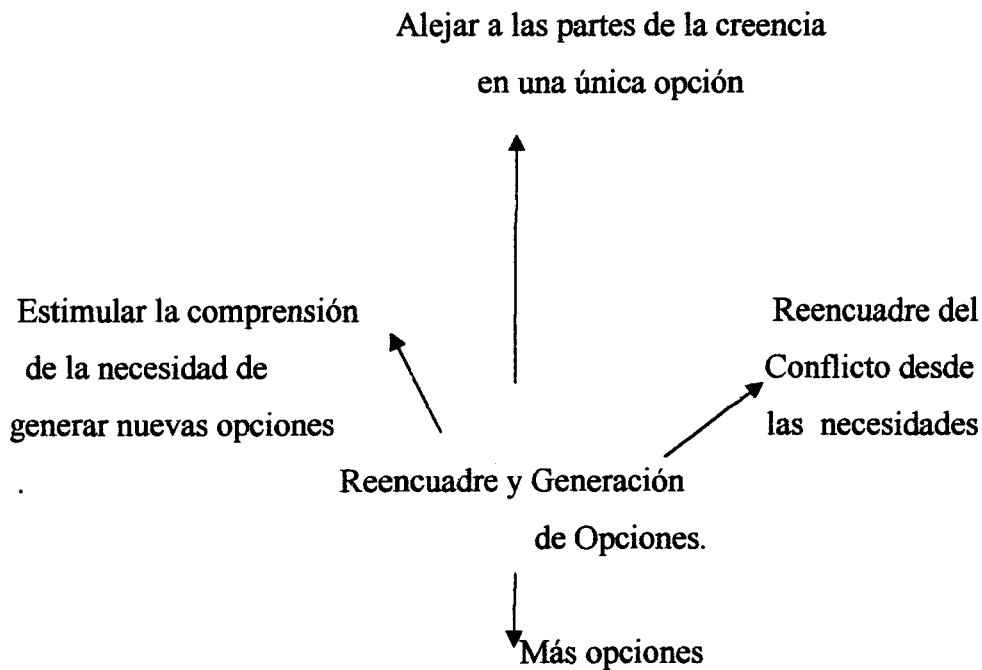 Alejar a las partes de la creencia
en una única opción
Estimular la comprensión
de la necesidad de
generar nuevas opciones
.
Reencuadre del
Conflicto desde
las necesidades
Reencuadre y Generación
de Opciones.
Más opciones